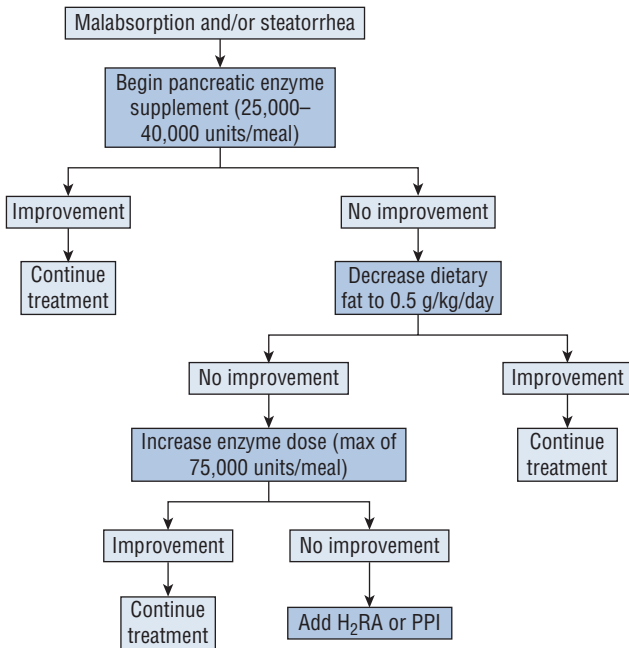 Malabsorption and/or steatorrhea
Begin pancreatic enzyme
supplement (25,000–
40,000 units/meal)
Improvement
No improvement
Continue
treatment
Decrease dietary
fat to 0.5 g/kg/day
No improvement
Improvement
Increase enzyme dose (max of
75,000 units/meal)
Continue
treatment
Improvement
No improvement
Continue
treatment
Add H₂RA or PPI